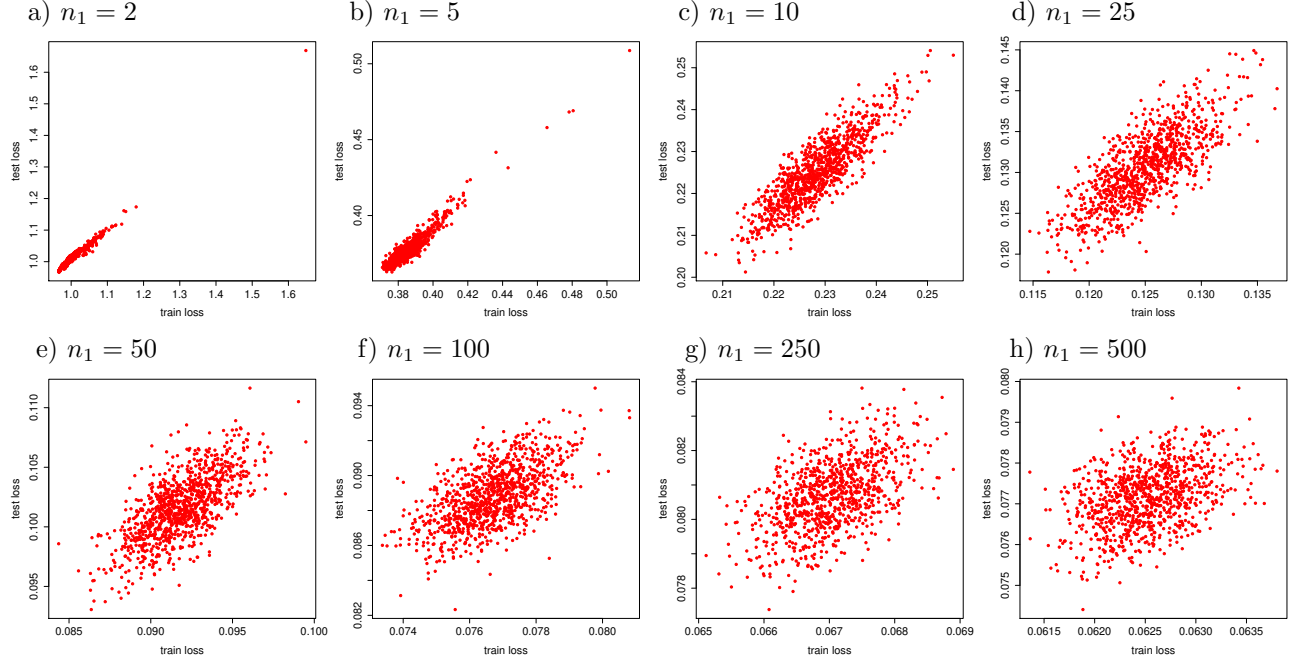 a) n₁ = 2
b) n₁ = 5
c) n₁ = 10
d) n₁ = 25
test loss
1.0 1.1 1.2 1.3 1.4 1.5 1.6
1.0 1.1 1.2 1.3 1.4 1.5 1.6
train loss
test loss
0.40 0.45 0.50
0.38 0.40 0.42 0.44 0.46 0.48 0.50
train loss
test loss
0.20 0.21 0.22 0.23 0.24 0.25
0.21 0.22 0.23 0.24 0.25
train loss
test loss
0.120 0.125 0.130 0.135 0.140 0.145
0.115 0.120 0.125 0.130 0.135
train loss
e) n₁ = 50
f) n₁ = 100
g) n₁ = 250
h) n₁ = 500
test loss
0.095 0.100 0.105 0.110
0.085 0.090 0.095 0.100
train loss
test loss
0.082 0.086 0.090 0.094
0.074 0.076 0.078 0.080
train loss
test loss
0.078 0.080 0.082 0.084
0.065 0.066 0.067 0.068 0.069
train loss
test loss
0.075 0.076 0.077 0.078 0.079 0.080
0.0615 0.0620 0.0625 0.0630 0.0635
train loss